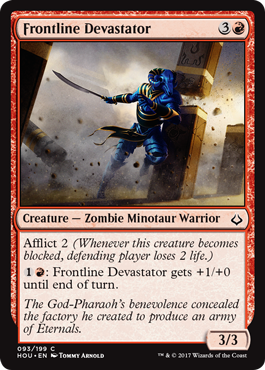 Frontline Devastator 3
Creature — Zombie Minotaur Warrior
Afflict 2 (Whenever this creature becomes
blocked, defending player loses 2 life.)
1 : Frontline Devastator gets +1/+0
until end of turn.
The God-Pharaoh's benevolence concealed
the factory he created to produce an army
of Eternals.
3/3
093/199 C
HOU • EN TOMMY ARNOLD
™ & © 2017 Wizards of the Coast